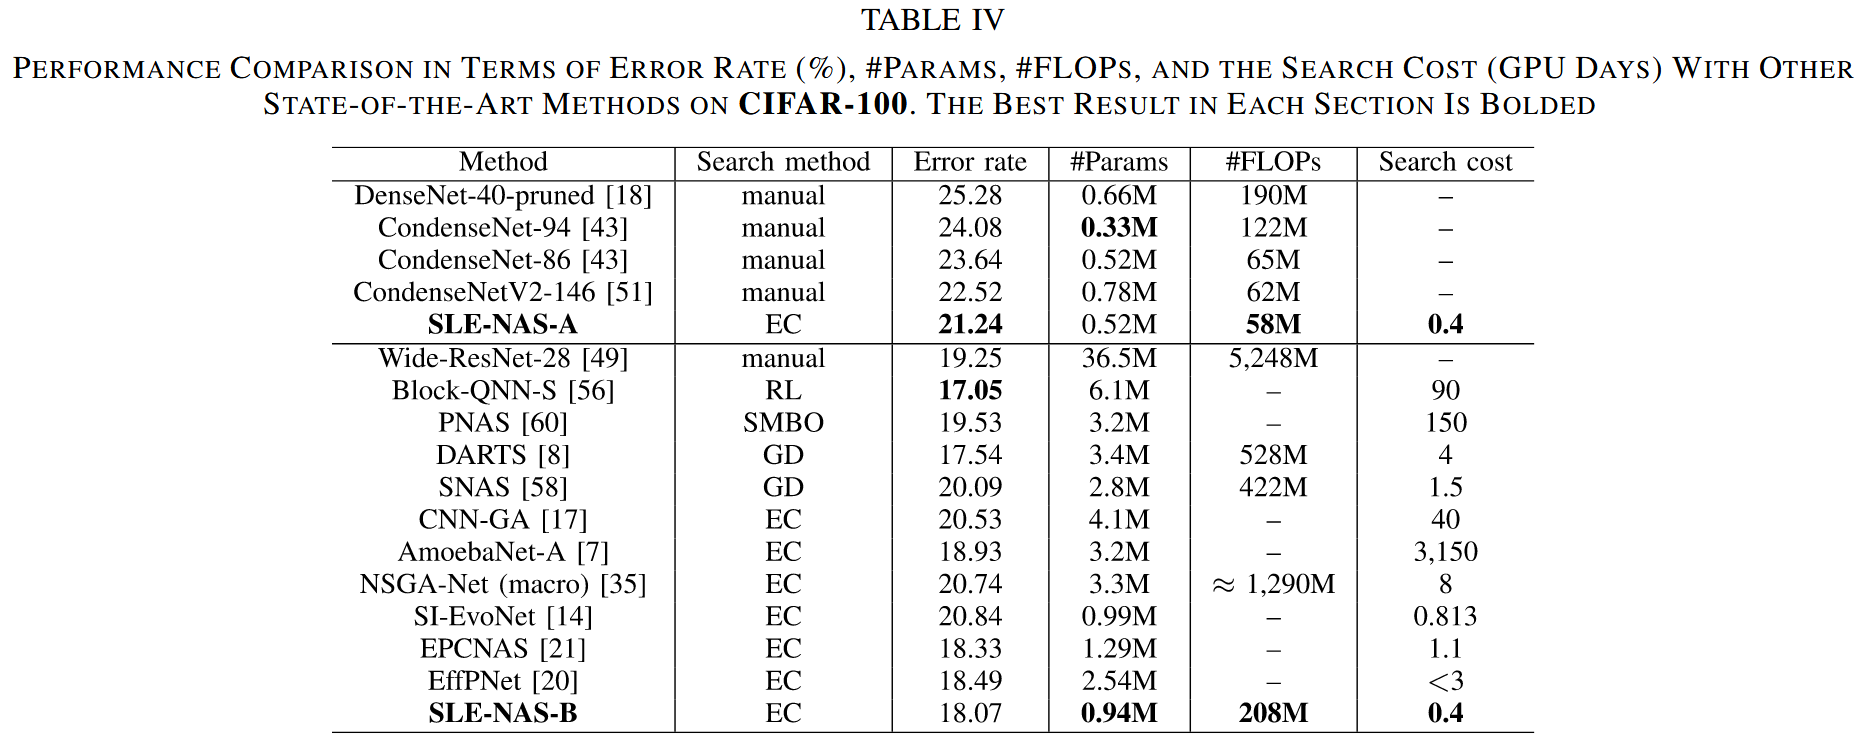 TABLE IV
PERFORMANCE COMPARISON IN TERMS OF ERROR RATE (%), #PARAMS, #FLOPS, AND THE SEARCH COST (GPU DAYS) WITH OTHER
STATE-OF-THE-ART METHODS ON CIFAR-100. THE BEST RESULT IN EACH SECTION IS BOLDED
Method Search method Error rate #Params #FLOPs Search cost
DenseNet-40-pruned [18] manual 25.28 0.66M 190M –
CondenseNet-94 [43] manual 24.08 0.33M 122M –
CondenseNet-86 [43] manual 23.64 0.52M 65M –
CondenseNetV2-146 [51] manual 22.52 0.78M 62M –
SLE-NAS-A EC 21.24 0.52M 58M 0.4
Wide-ResNet-28 [49] manual 19.25 36.5M 5,248M –
Block-QNN-S [56] RL 17.05 6.1M – 90
PNAS [60] SMBO 19.53 3.2M – 150
DARTS [8] GD 17.54 3.4M 528M 4
SNAS [58] GD 20.09 2.8M 422M 1.5
CNN-GA [17] EC 20.53 4.1M – 40
AmoebaNet-A [7] EC 18.93 3.2M – 3,150
NSGA-Net (macro) [35] EC 20.74 3.3M ≈ 1,290M 8
SI-EvoNet [14] EC 20.84 0.99M – 0.813
EPCNAS [21] EC 18.33 1.29M – 1.1
EffPNet [20] EC 18.49 2.54M – <3
SLE-NAS-B EC 18.07 0.94M 208M 0.4